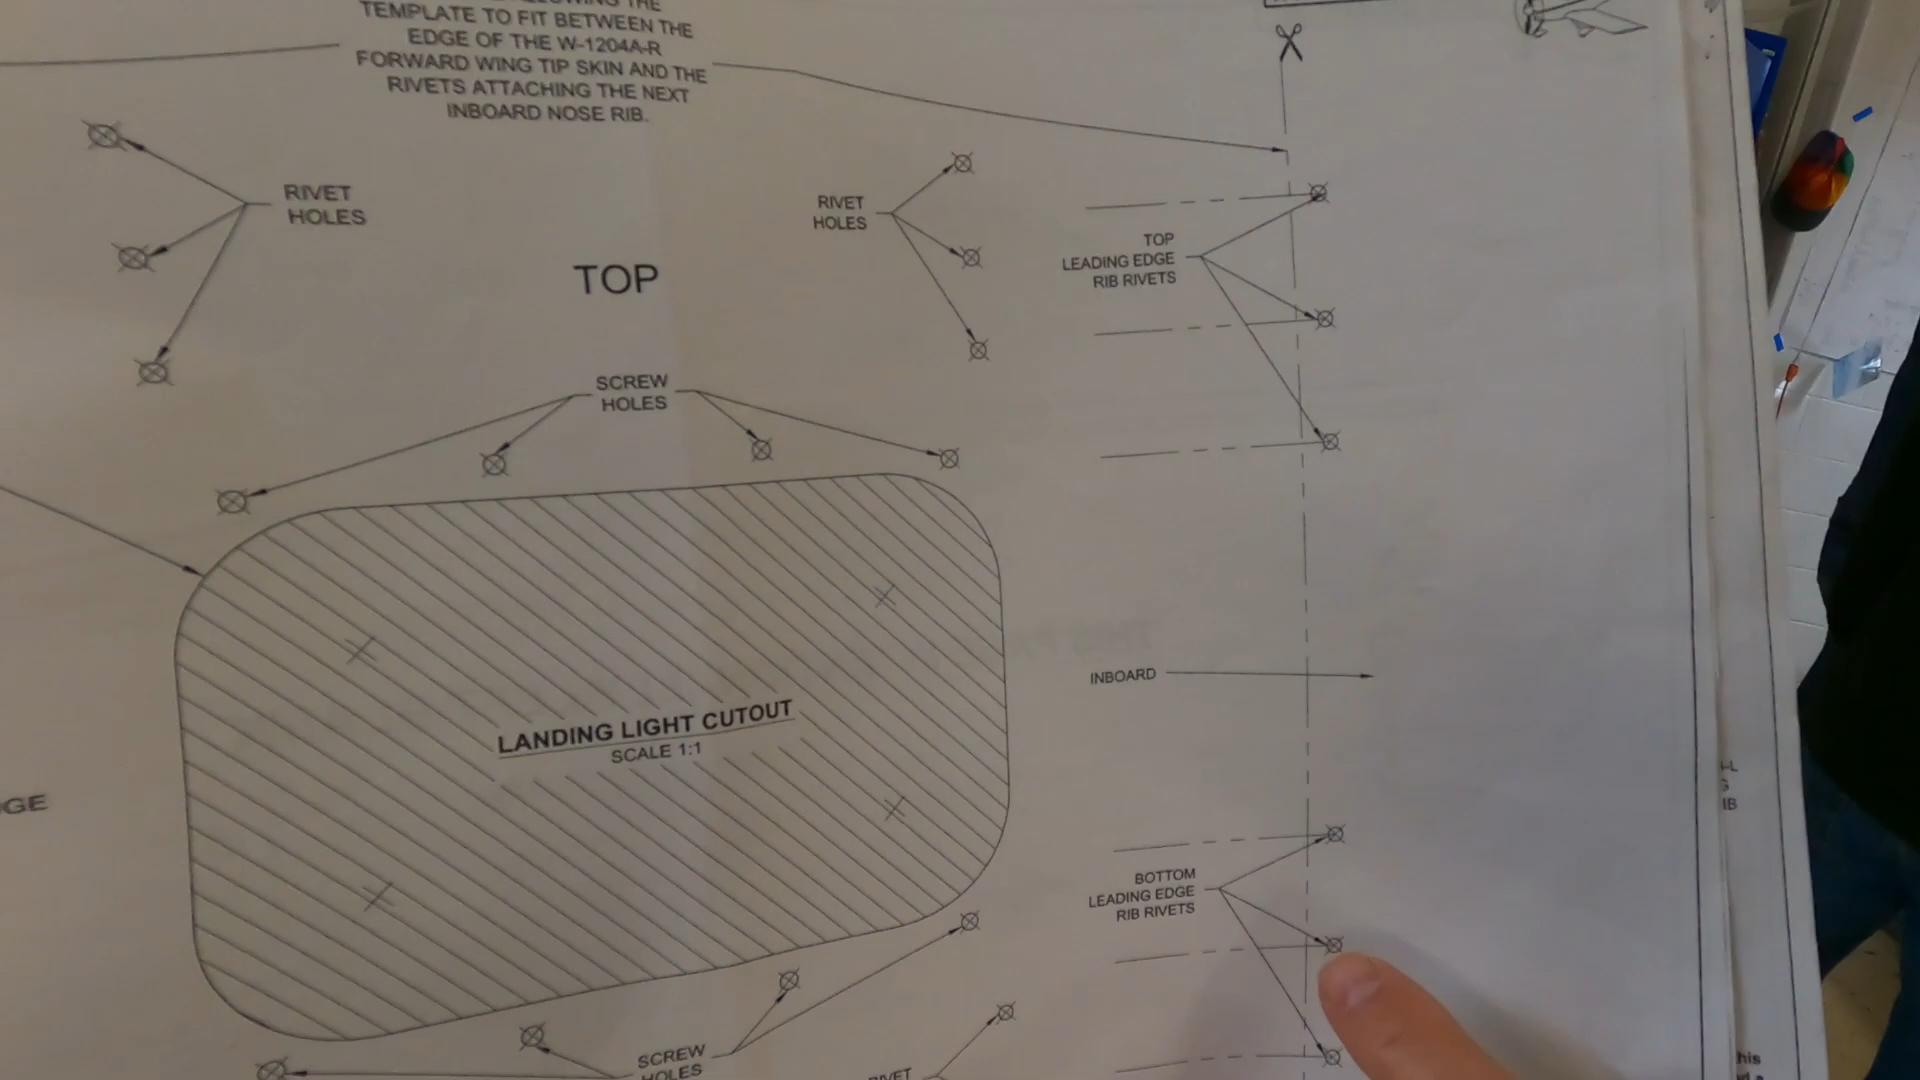 TEMPLATE TO FIT BETWEEN THE
EDGE OF THE W-1204A-R
FORWARD WING TIP SKIN AND THE
RIVETS ATTACHING THE NEXT
INBOARD NOSE RIB.
RIVET
HOLES
RIVET
HOLES
TOP
TOP
LEADING EDGE
RIB RIVETS
SCREW
HOLES
LANDING LIGHT CUTOUT
SCALE 1:1
INBOARD
BOTTOM
LEADING EDGE
RIB RIVETS
SCREW
HOLES
RIVET